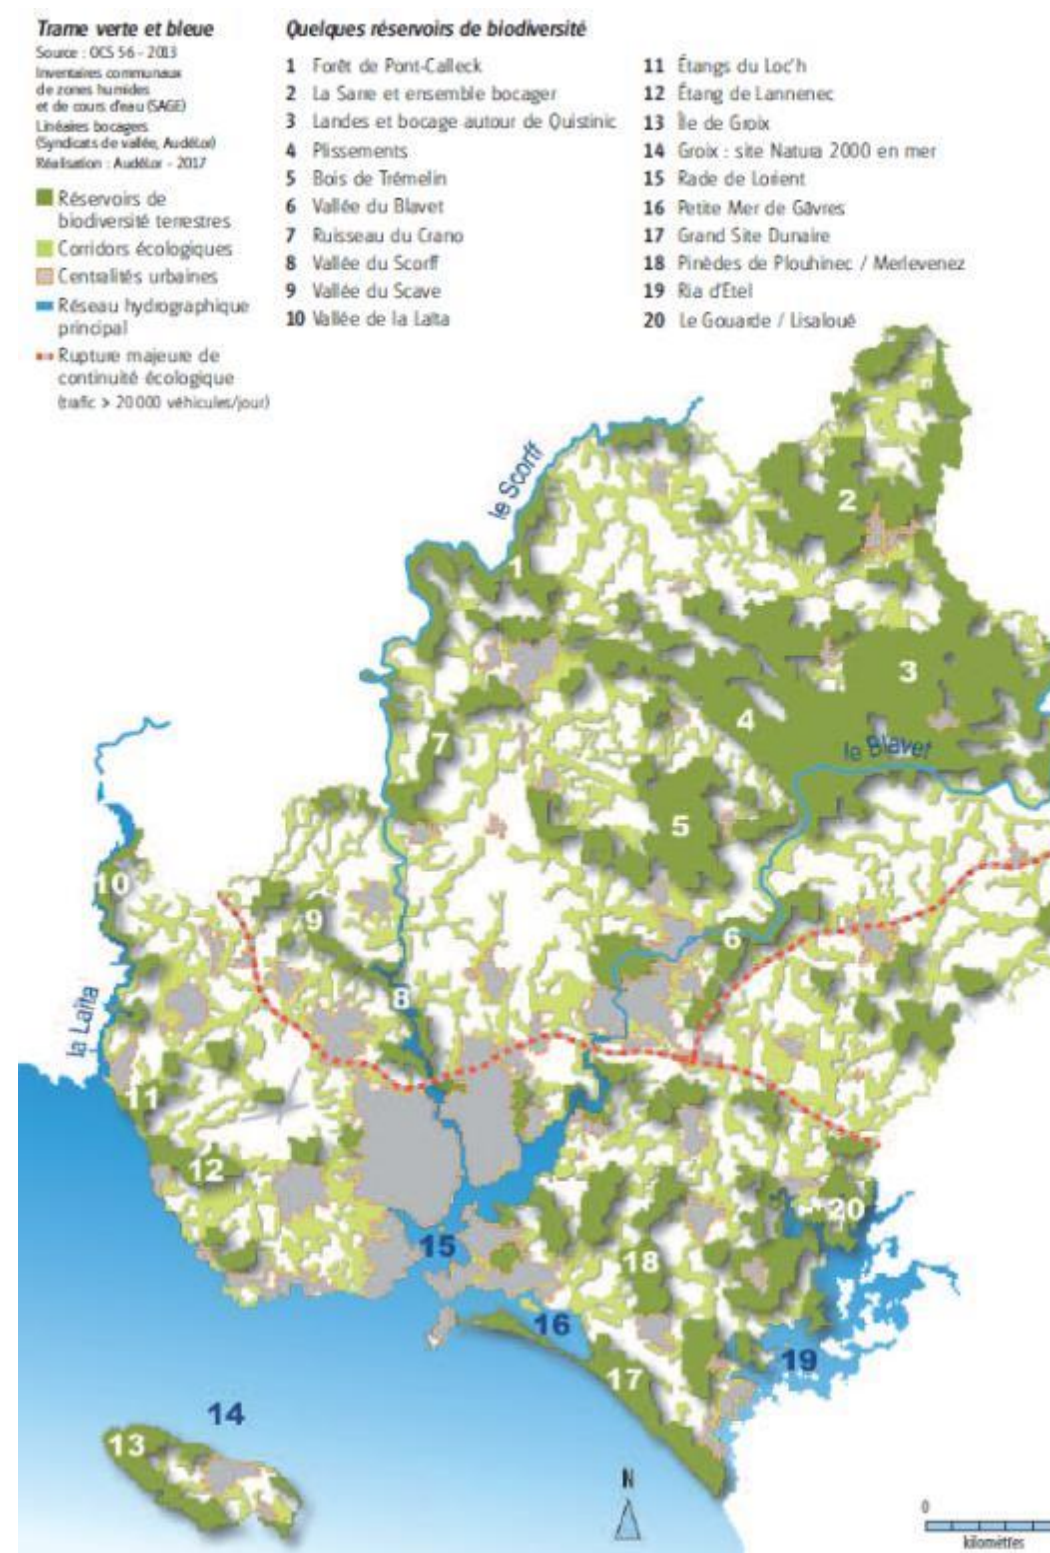 Trame verte et bleue
Source : OCS 56 - 2013
Inventaires communaux
de zones humides
et de cours d'eau (SAGE)
Linéaires bocagers
(Syndicats de vallée, AudéLor)
Réalisation : AudéLor - 2017
Réservoirs de
biodiversité terrestres
Corridors écologiques
Centralités urbaines
Réseau hydrographique
principal
Rupture majeure de
continuité écologique
(trafic > 20 000 véhicules/jour)
Quelques réservoirs de biodiversité
1 Forêt de Pont-Calleck
2 La Sarre et ensemble bocager
3 Landes et bocage autour de Quistinic
4 Plissements
5 Bois de Trémelin
6 Vallée du Blavet
7 Ruisseau du Crano
8 Vallée du Scorff
9 Vallée du Scave
10 Vallée de la Laïta
11 Étangs du Loc'h
12 Étang de Lannenec
13 Île de Groix
14 Groix : site Natura 2000 en mer
15 Rade de Lorient
16 Petite Mer de Gâvres
17 Grand Site Dunaire
18 Pinèdes de Plouhinec / Merlevenez
19 Ria d'Etel
20 Le Gouarde / Lisaloué
le Scorff
2
1
3
4
7
le Blavet
5
10
9
6
8
la Laïta
11
12
20
15
18
16
19
17
14
13
N
0
kilomètres